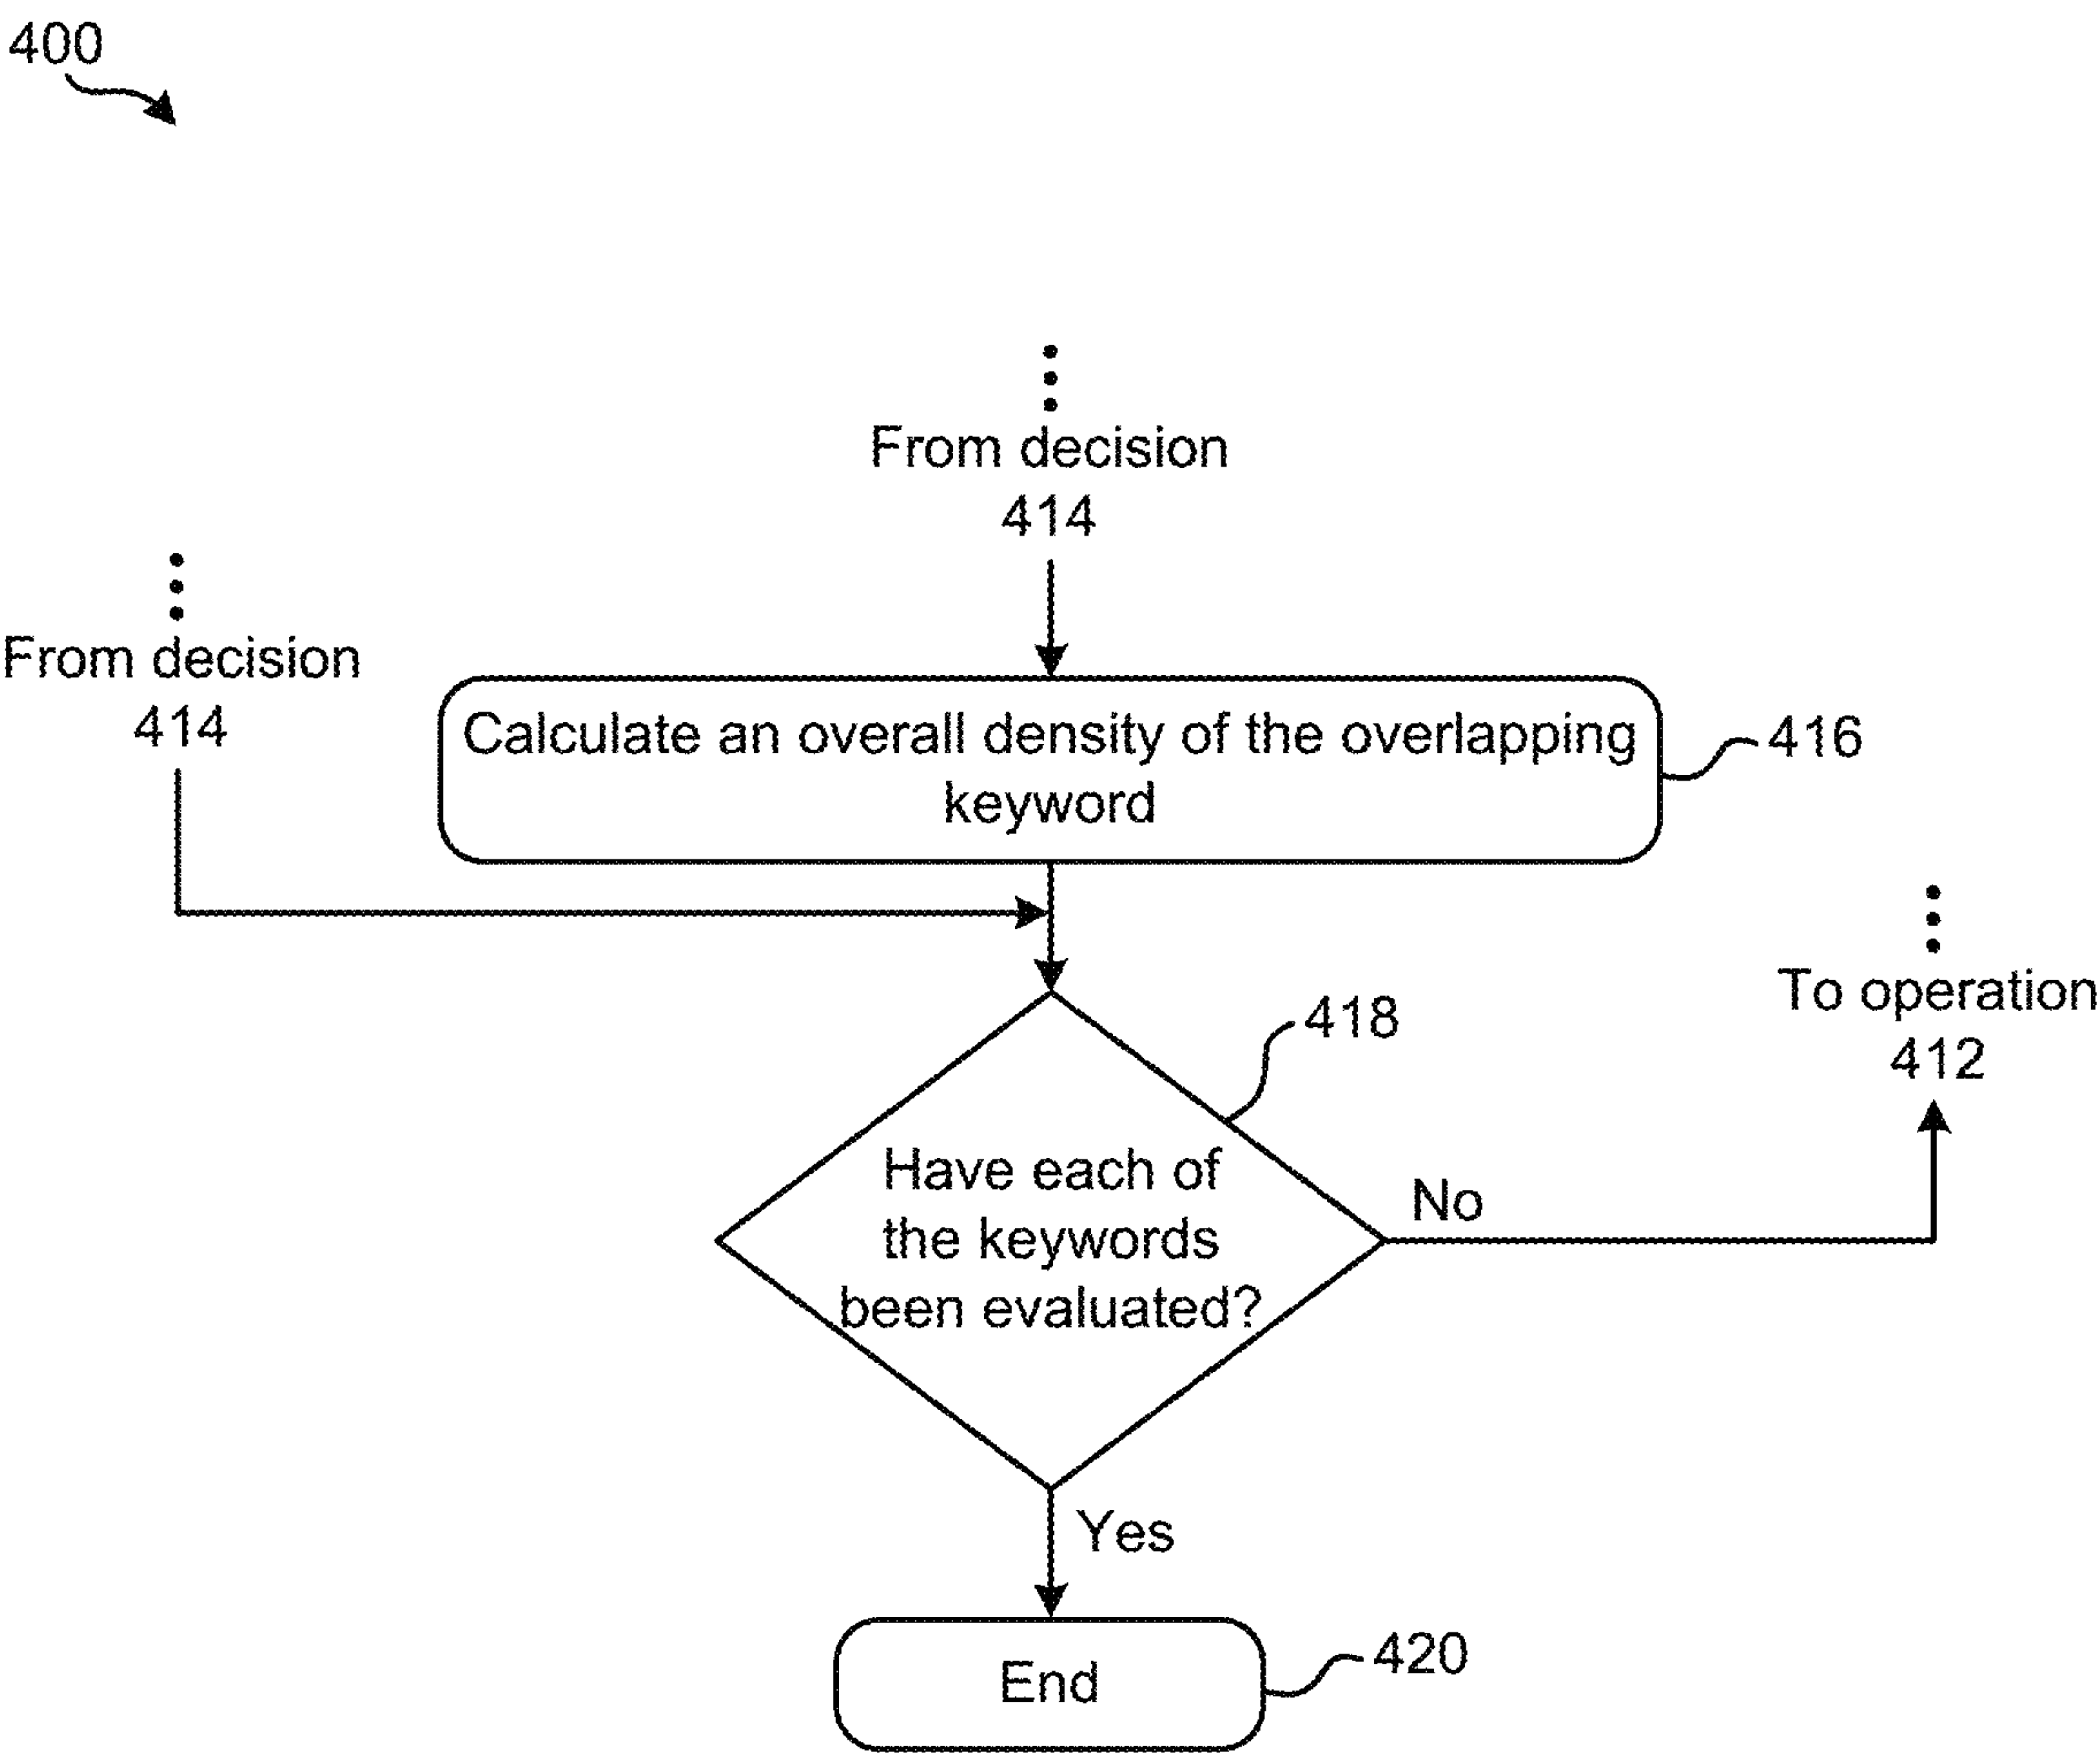 400
From decision
414
From decision
414
Calculate an overall density of the overlapping
keyword
416
To operation
412
418
Have each of
the keywords
been evaluated?
No
Yes
End
420